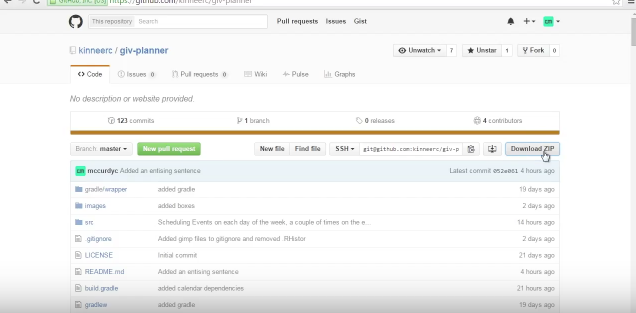 GitHub, Inc. [US] https://github.com/kinneerc/giv-planner
This repository Search Pull requests Issues Gist
kinneerc / giv-planner Unwatch 7 Unstar 1 Fork 0
Code Issues 0 Pull requests 0 Wiki Pulse Graphs
No description or website provided.
123 commits 1 branch 0 releases 4 contributors
Branch: master New pull request New file Find file SSH git@github.com:kinneerc/giv-p Download ZIP
mccurdyc Added an entising sentence Latest commit 052e061 4 hours ago
gradle/wrapper added gradle 19 days ago
images added boxes 2 days ago
src Scheduling Events on each day of the week, a couple of times on the e... 14 hours ago
.gitignore Added gimp files to gitignore and removed .RHistor 2 days ago
LICENSE Initial commit 21 days ago
README.md Added an entising sentence 4 hours ago
build.gradle added calendar dependencies 21 hours ago
gradlew added gradle 19 days ago